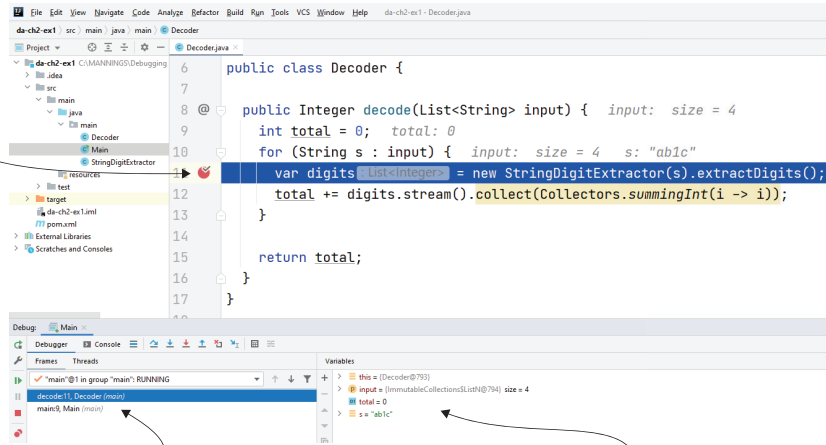 File Edit View Navigate Code Analyze Refactor Build Run Tools VCS Window Help da-ch2-ex1 - Decoder.java
da-ch2-ex1 src main java main Decoder
Project
Decoder.java
da-ch2-ex1 C:\MANNINGS\Debugging
.idea
src
main
java
main
Decoder
Main
StringDigitExtractor
resources
test
target
da-ch2-ex1.iml
pom.xml
External Libraries
Scratches and Consoles
6 public class Decoder {
7
8 @ public Integer decode(List<String> input) { input: size = 4
9 int total = 0; total: 0
10 for (String s : input) { input: size = 4 s: "ab1c"
var digits : List<Integer> = new StringDigitExtractor(s).extractDigits();
12 total += digits.stream().collect(Collectors.summingInt(i -> i));
13 }
14
15 return total;
16 }
17 }
Debug: Main
Debugger Console
Frames Threads
"main"@1 in group "main": RUNNING
decode:11, Decoder (main)
main:9, Main (main)
Variables
this = {Decoder@793}
input = {ImmutableCollections$ListN@794} size = 4
total = 0
s = "ab1c"